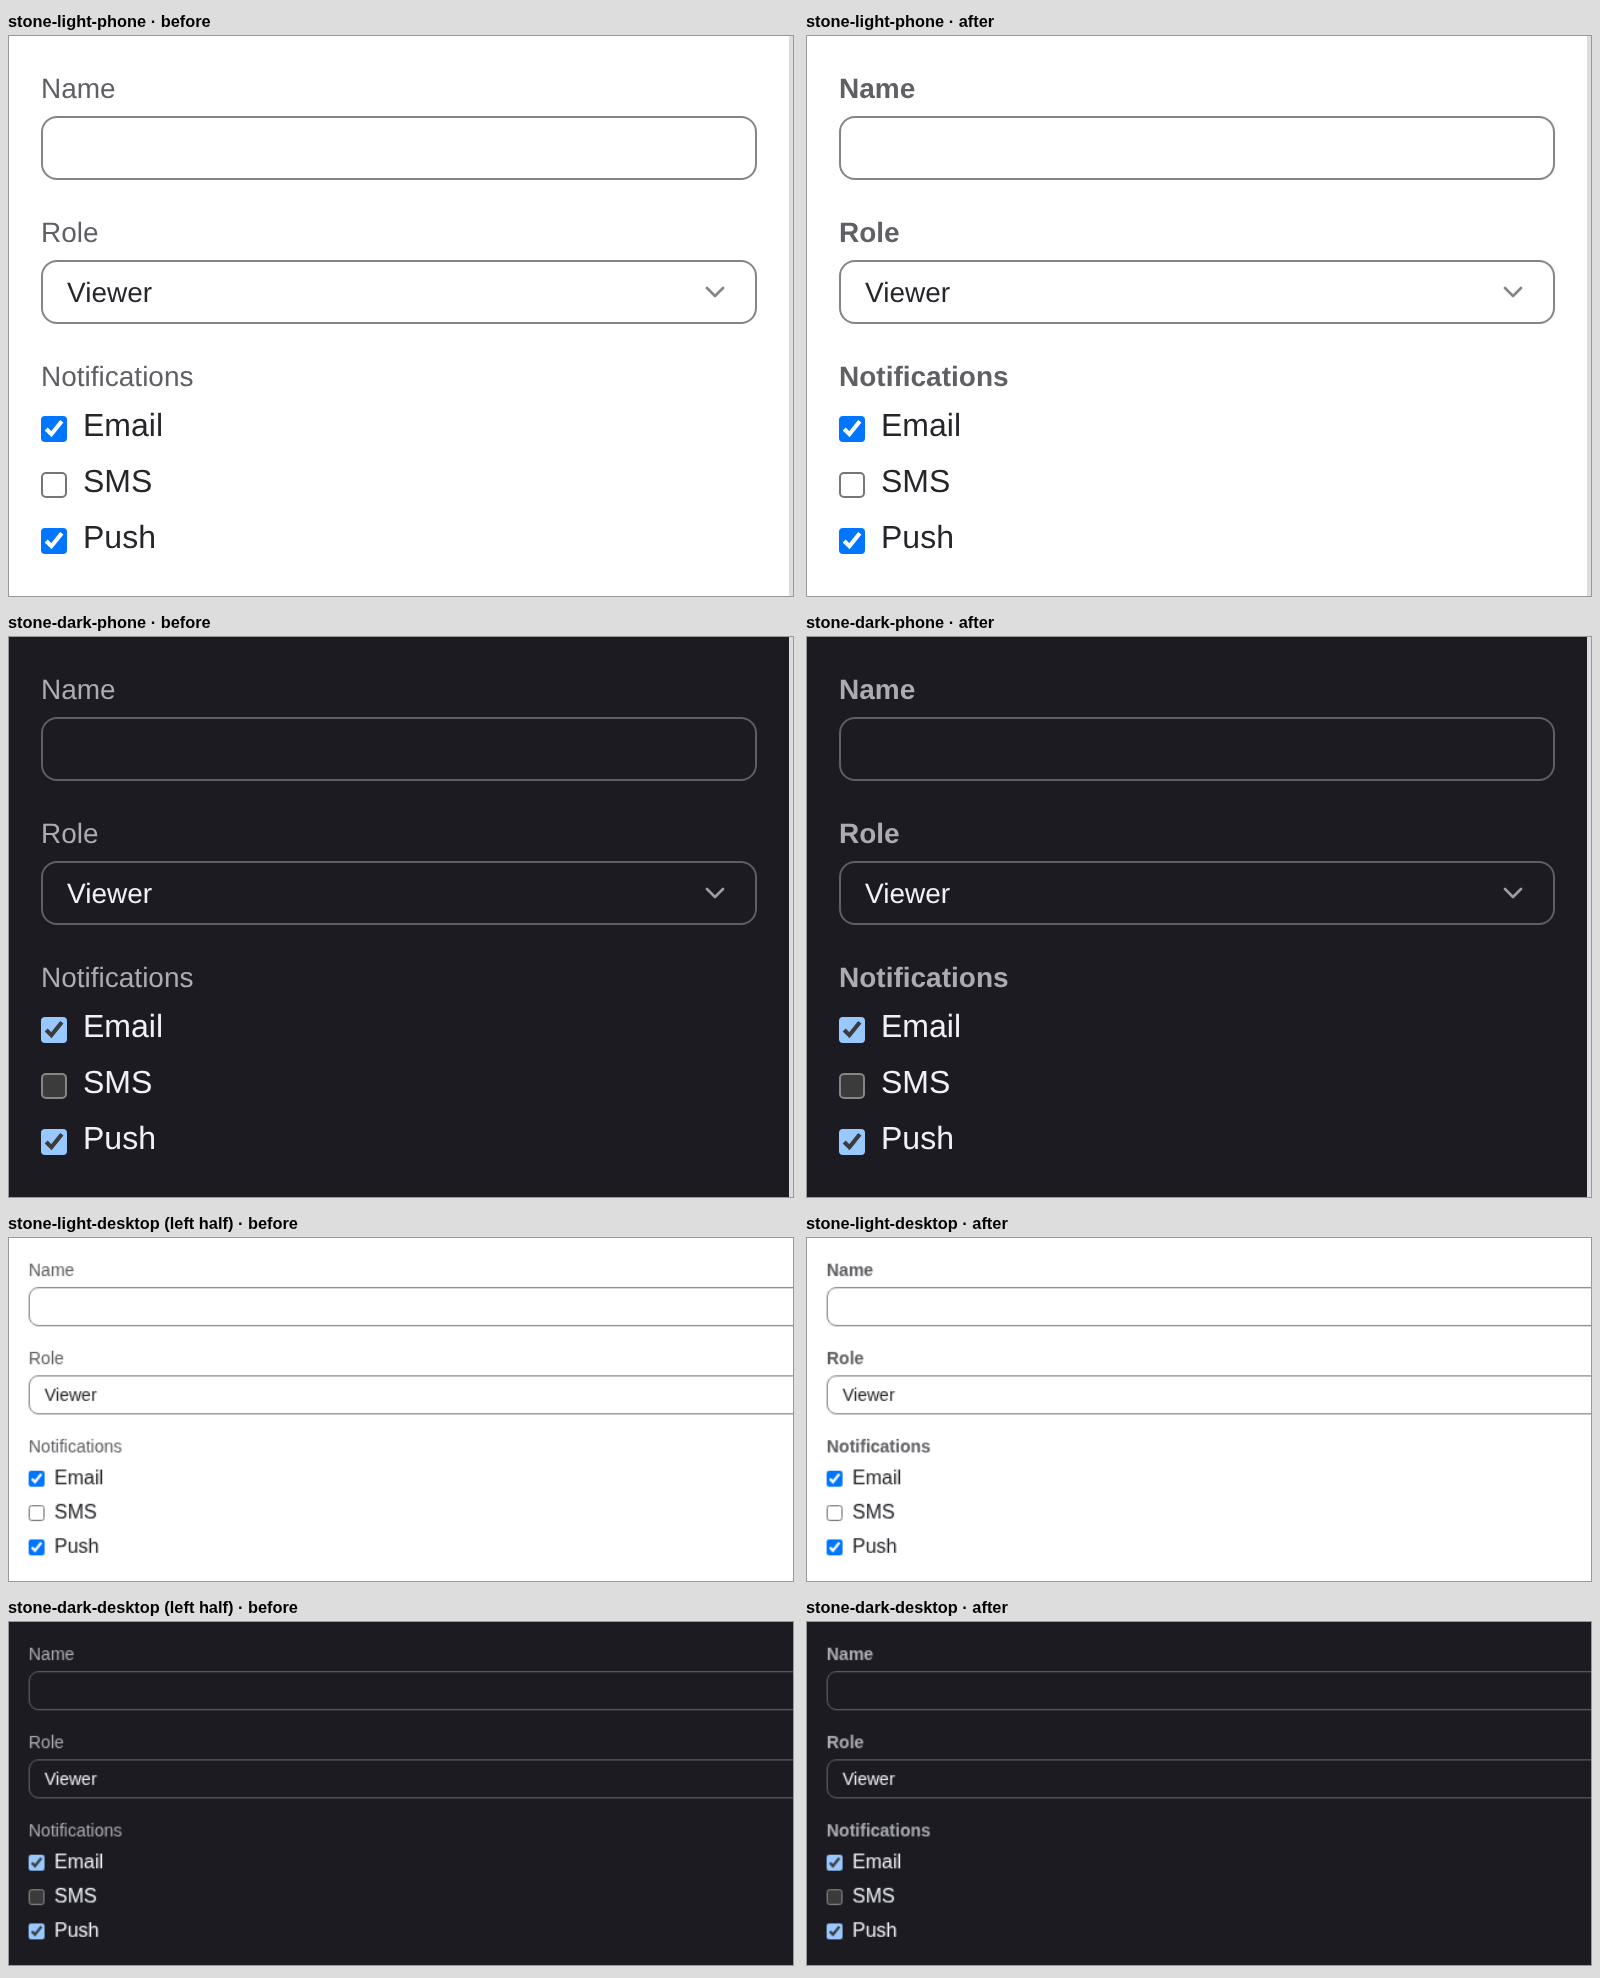 stone-light-phone · before
Name
Role
Viewer
Notifications
Email
SMS
Push
stone-light-phone · after
Name
Role
Viewer
Notifications
Email
SMS
Push
stone-dark-phone · before
Name
Role
Viewer
Notifications
Email
SMS
Push
stone-dark-phone · after
Name
Role
Viewer
Notifications
Email
SMS
Push
stone-light-desktop (left half) · before
Name
Role
Viewer
Notifications
Email
SMS
Push
stone-light-desktop · after
Name
Role
Viewer
Notifications
Email
SMS
Push
stone-dark-desktop (left half) · before
Name
Role
Viewer
Notifications
Email
SMS
Push
stone-dark-desktop · after
Name
Role
Viewer
Notifications
Email
SMS
Push